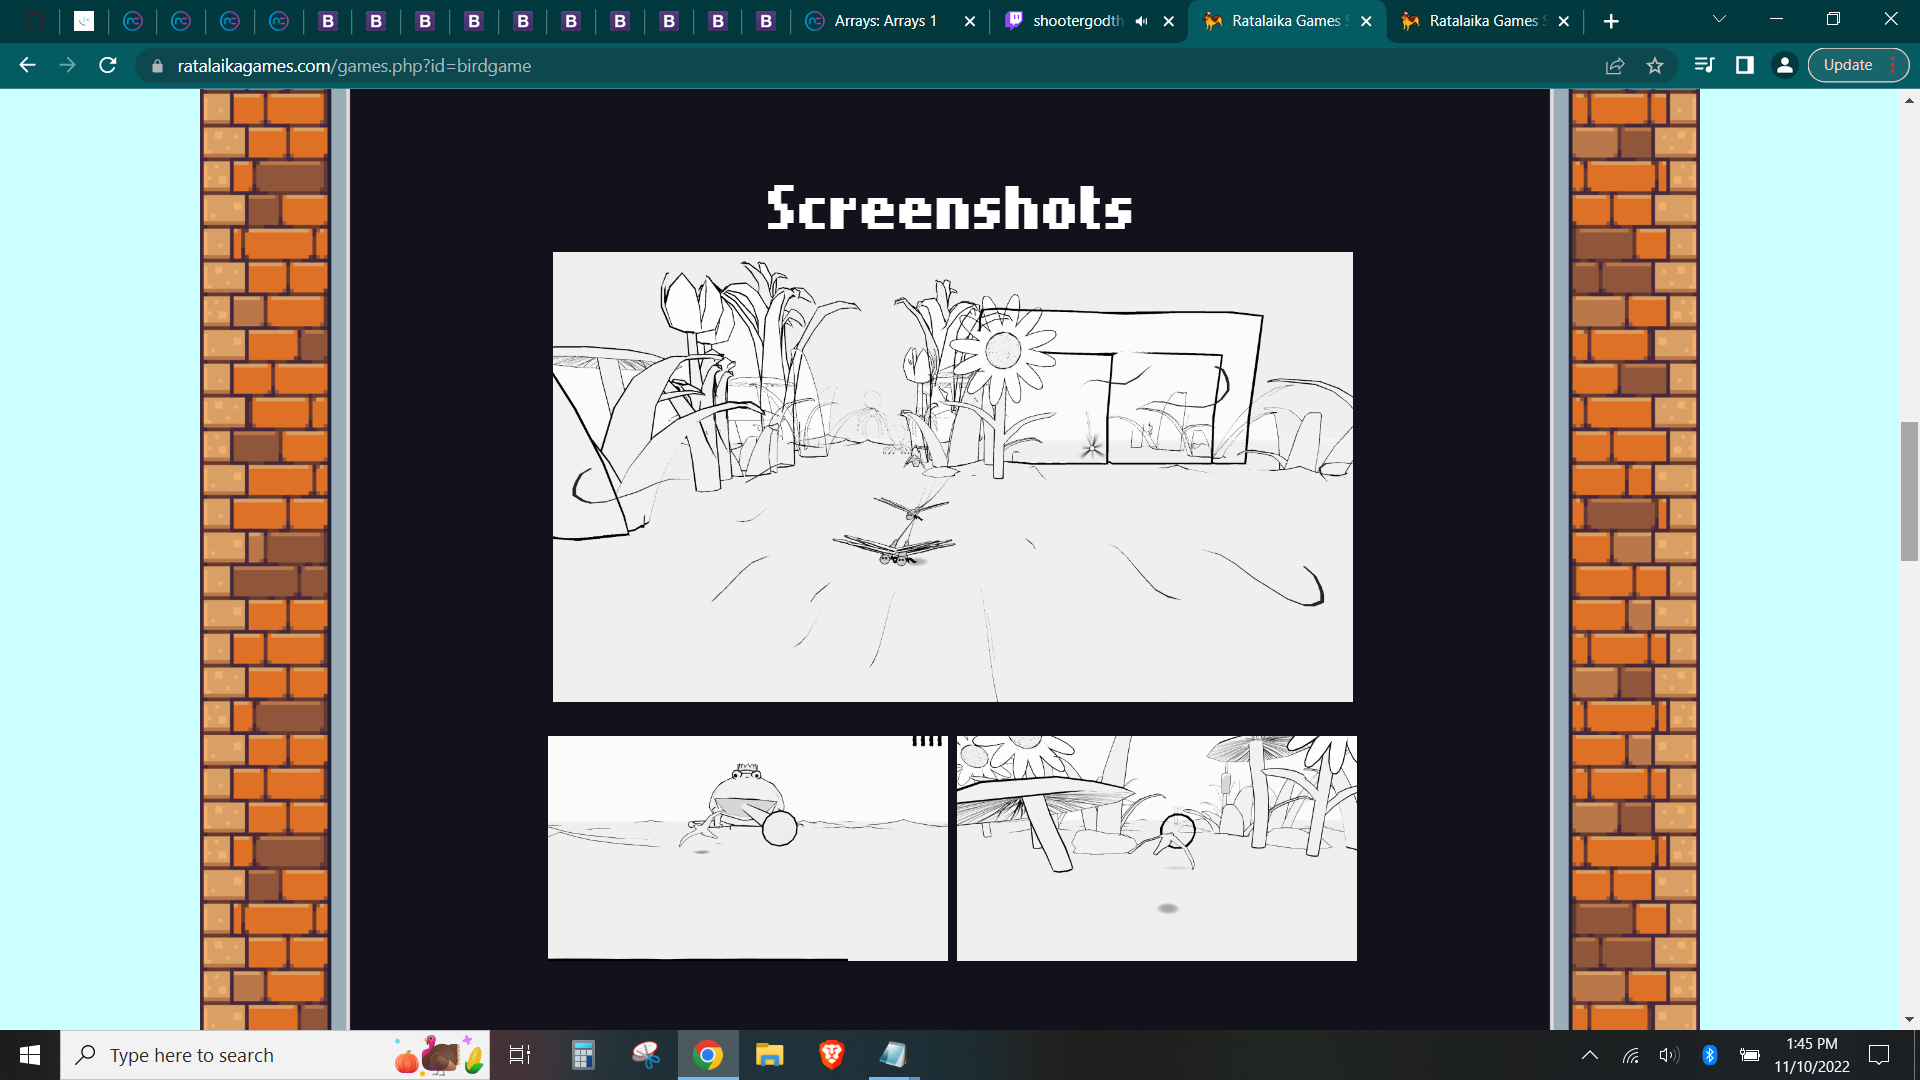 B B B B B B B B B B
Arrays: Arrays 1
shootergodth
Ratalaika Games S
Ratalaika Games S
ratalaikagames.com/games.php?id=birdgame
Update
Screenshots
Type here to search
1:45 PM
11/10/2022